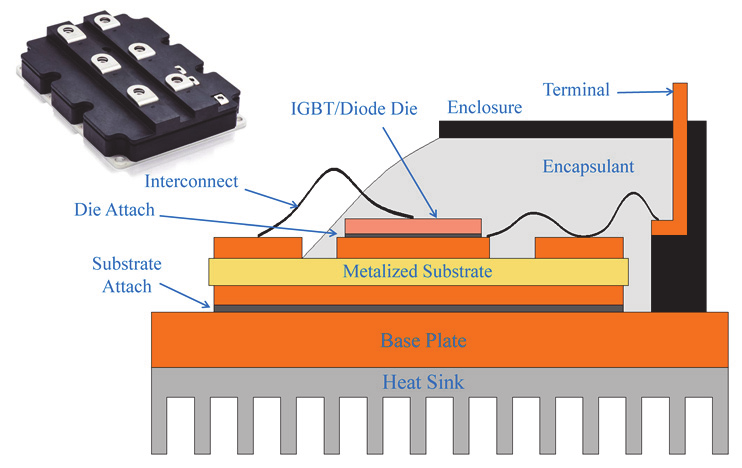 Terminal
IGBT/Diode Die
Enclosure
Encapsulant
Interconnect
Die Attach
Substrate
Attach
Metalized Substrate
Base Plate
Heat Sink